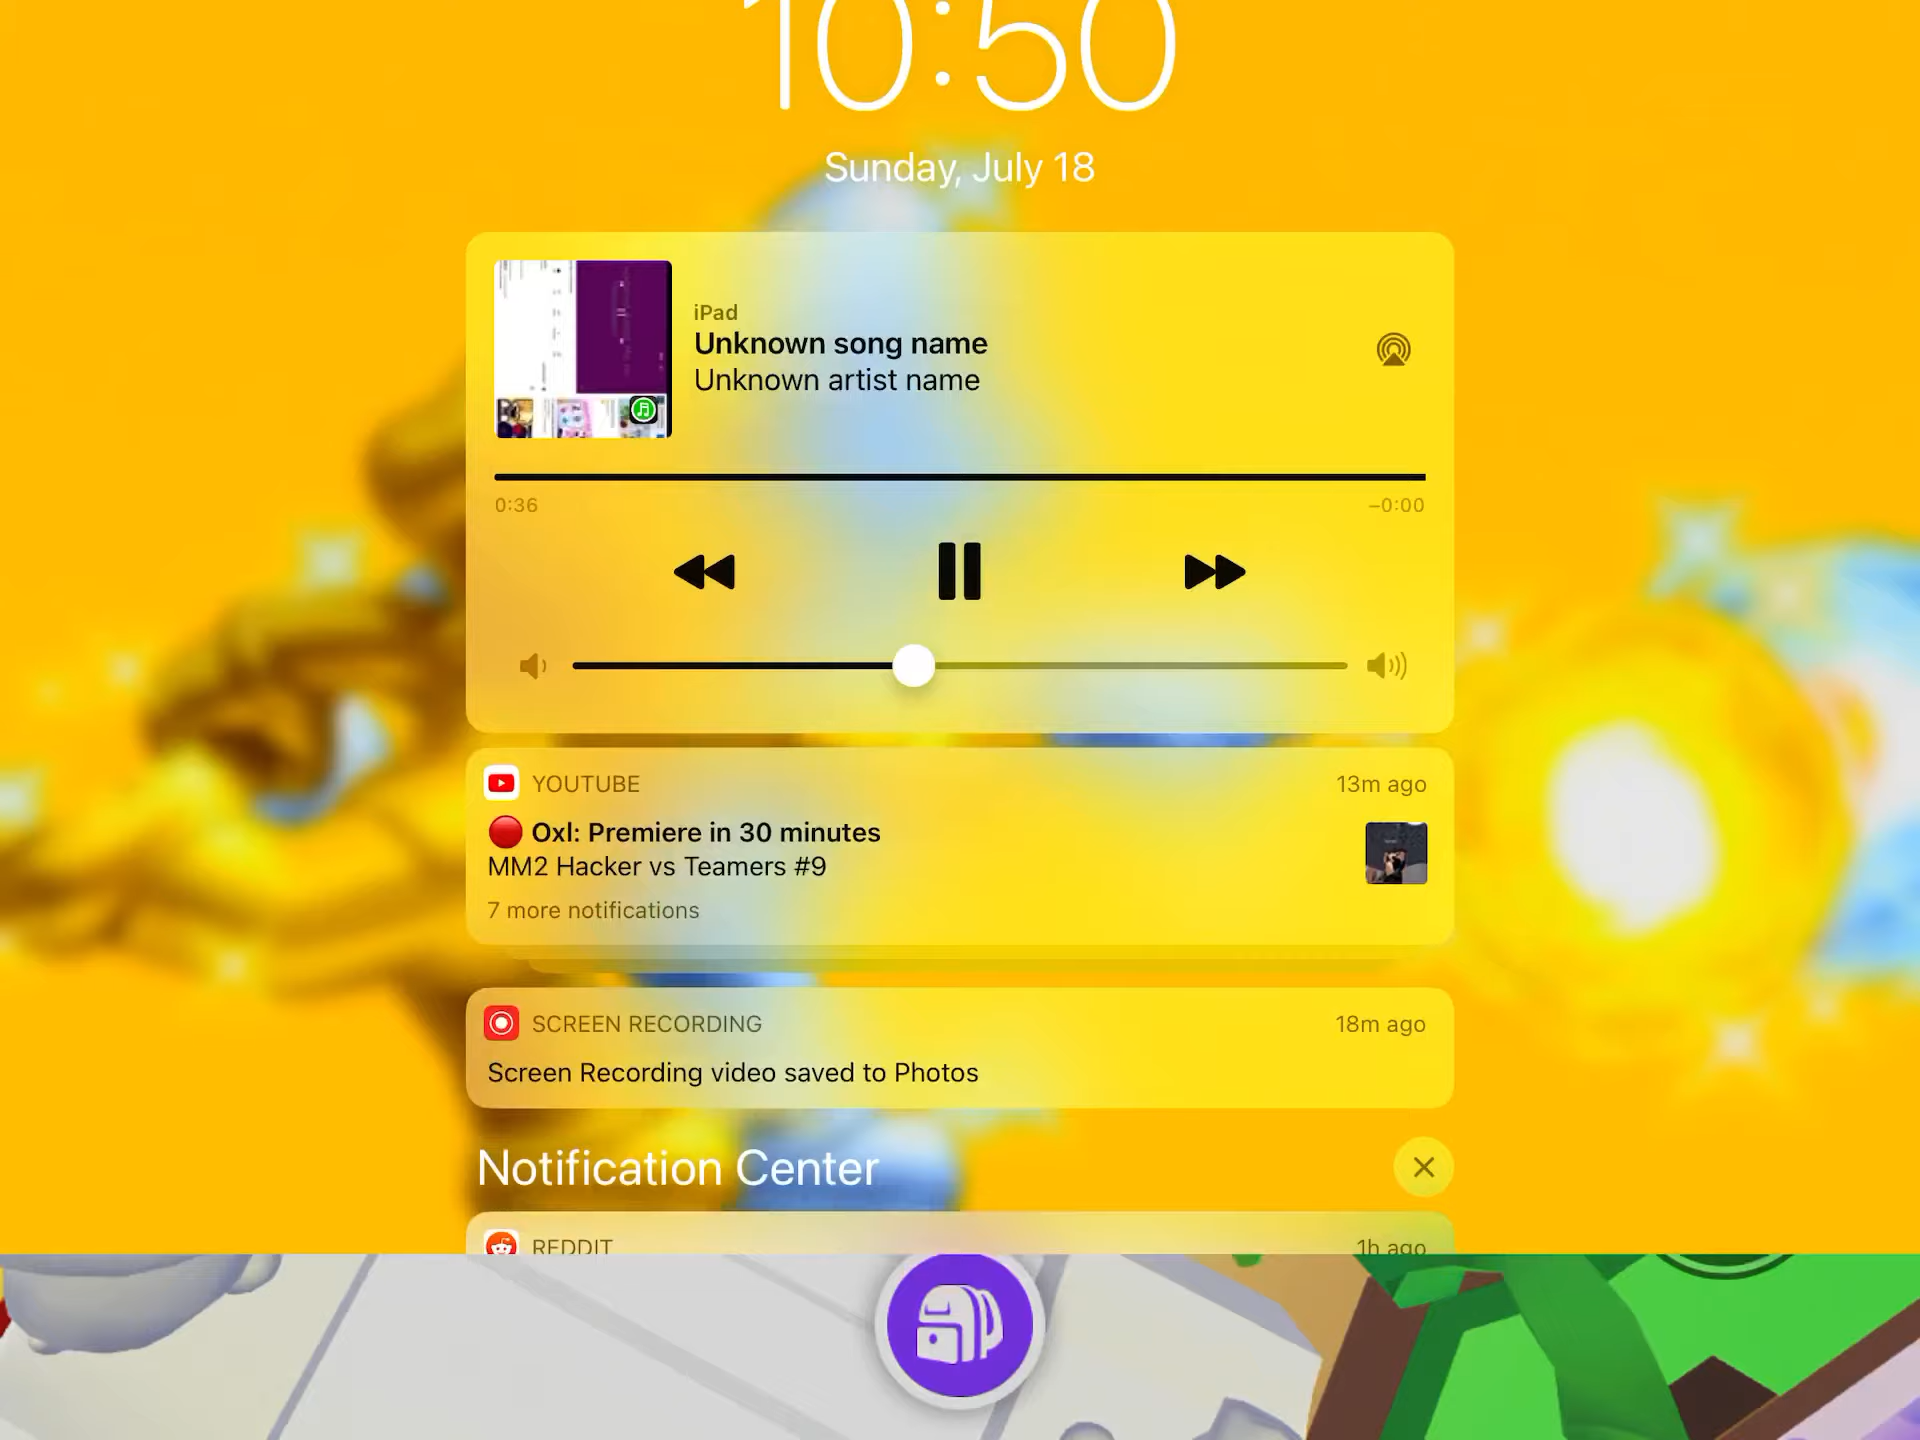 10:50
Sunday, July 18
iPad
Unknown song name
Unknown artist name
0:36
–0:00
YOUTUBE
13m ago
Oxl: Premiere in 30 minutes
MM2 Hacker vs Teamers #9
7 more notifications
SCREEN RECORDING
18m ago
Screen Recording video saved to Photos
Notification Center
REDDIT
1h ago